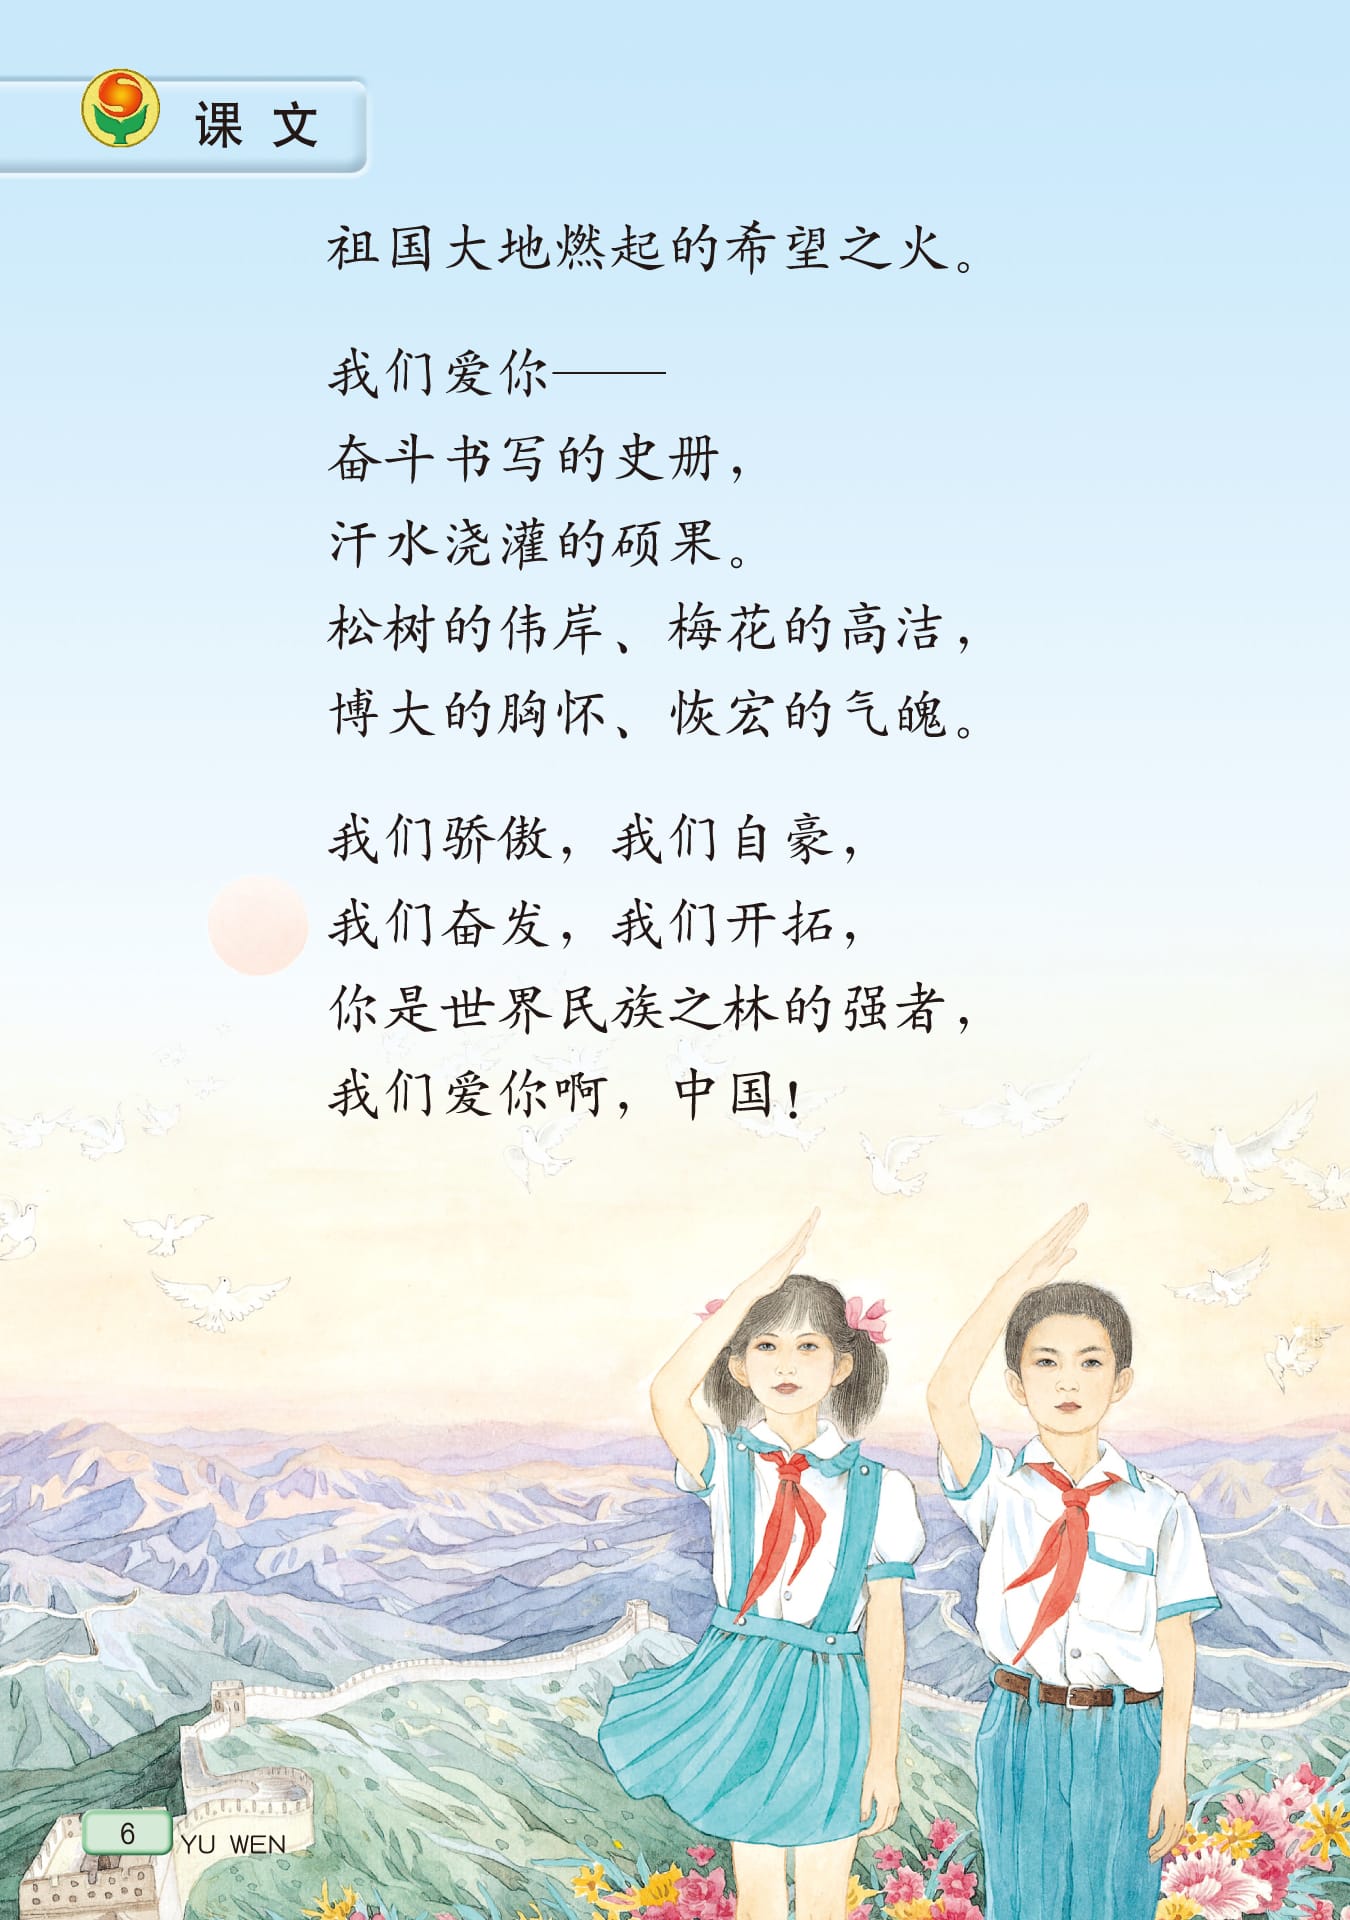 课文
祖国大地燃起的希望之火。
我们爱你——
奋斗书写的史册，
汗水浇灌的硕果。
松树的伟岸、梅花的高洁，
博大的胸怀、恢宏的气魄。
我们骄傲，我们自豪，
我们奋发，我们开拓，
你是世界民族之林的强者，
我们爱你啊，中国！
6
YU WEN